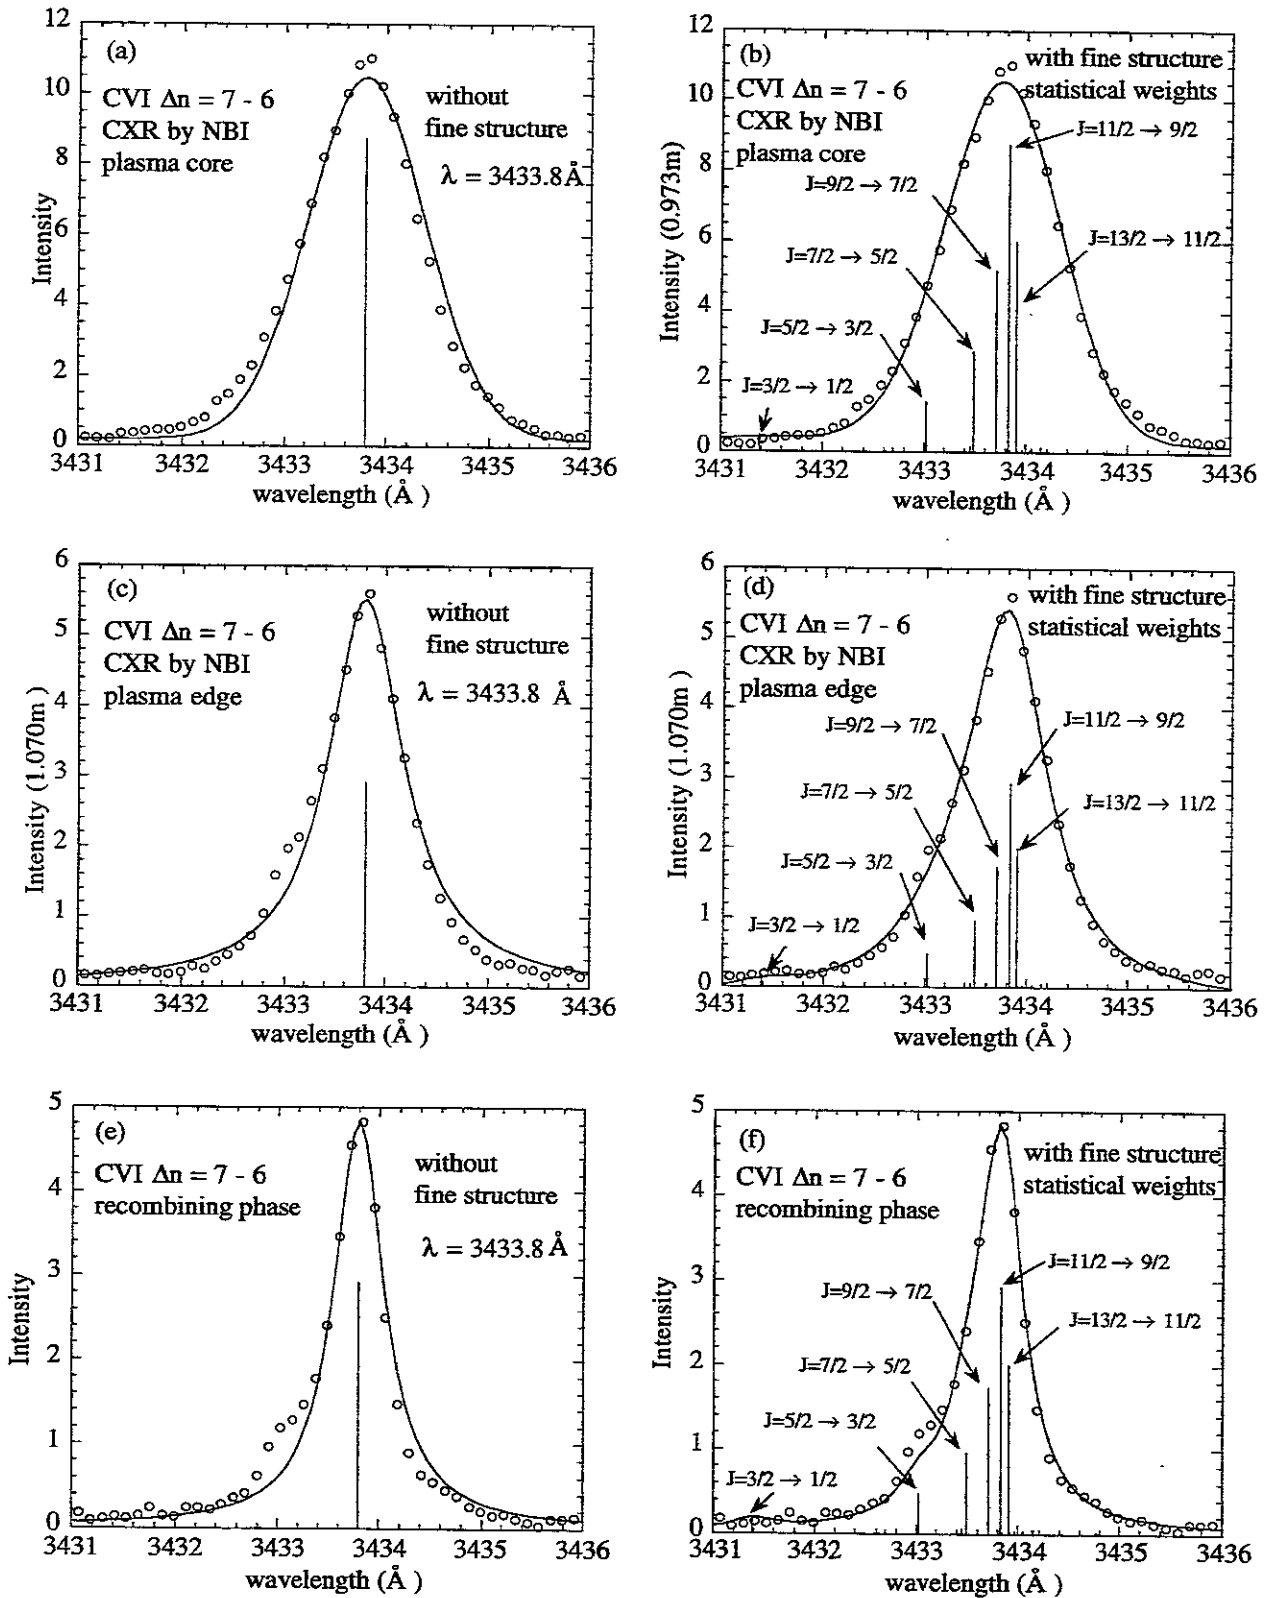 (a)
CVI Δn = 7 - 6
CXR by NBI
plasma core
without
fine structure
λ = 3433.8Å
12
10
8
6
4
2
0
Intensity
3431 3432 3433 3434 3435 3436
wavelength (Å )
(b)
CVI Δn = 7 - 6
CXR by NBI
plasma core
with fine structure
statistical weights
J=11/2 → 9/2
J=9/2 → 7/2
J=13/2 → 11/2
J=7/2 → 5/2
J=5/2 → 3/2
J=3/2 → 1/2
12
10
8
6
4
2
0
Intensity (0.973m)
3431 3432 3433 3434 3435 3436
wavelength (Å )
(c)
CVI Δn = 7 - 6
CXR by NBI
plasma edge
without
fine structure
λ = 3433.8 Å
6
5
4
3
2
1
0
Intensity (1.070m)
3431 3432 3433 3434 3435 3436
wavelength (Å )
(d)
CVI Δn = 7 - 6
CXR by NBI
plasma edge
with fine structure
statistical weights
J=9/2 → 7/2
J=11/2 → 9/2
J=7/2 → 5/2
J=13/2 → 11/2
J=5/2 → 3/2
J=3/2 → 1/2
6
5
4
3
2
1
0
Intensity (1.070m)
3431 3432 3433 3434 3435 3436
wavelength (Å )
(e)
CVI Δn = 7 - 6
recombining phase
without
fine structure
λ = 3433.8 Å
5
4
3
2
1
0
Intensity
3431 3432 3433 3434 3435 3436
wavelength (Å )
(f)
CVI Δn = 7 - 6
recombining phase
with fine structure
statistical weights
J=11/2 → 9/2
J=9/2 → 7/2
J=13/2 → 11/2
J=7/2 → 5/2
J=5/2 → 3/2
J=3/2 → 1/2
5
4
3
2
1
0
Intensity
3431 3432 3433 3434 3435 3436
wavelength (Å )